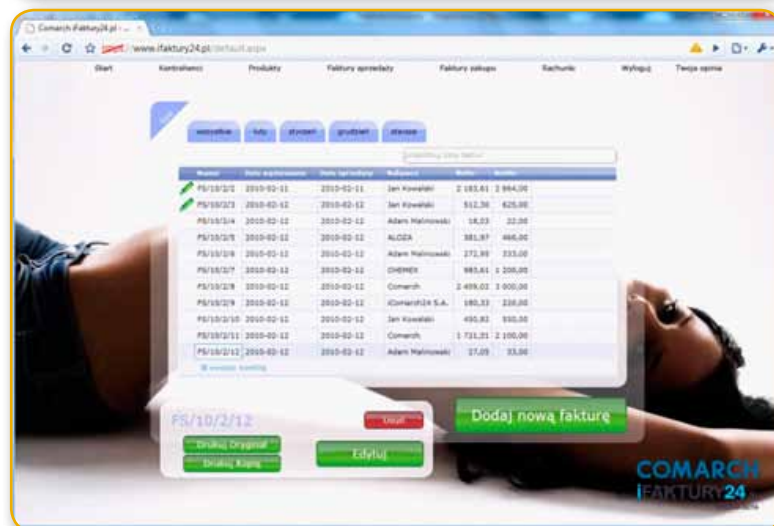 Comarch iFaktury24.pl - ...
www.ifaktury24.pl/default.aspx
Start Kontrahenci Produkty Faktury sprzedaży Faktury zakupu Rachunki Wyloguj Twoja opinia
wszystkie luty styczeń grudzień starsze
Numer Data wystawienia Data sprzedaży Nabywca Netto Brutto
FS/10/2/2 2010-02-11 2010-02-11 Jan Kowalski 2 183,61 2 664,00
FS/10/2/3 2010-02-12 2010-02-12 Jan Kowalski 512,30 625,00
FS/10/2/4 2010-02-12 2010-02-12 Adam Malinowski 18,03 22,00
FS/10/2/5 2010-02-12 2010-02-12 ALOZA 381,97 466,00
FS/10/2/6 2010-02-12 2010-02-12 Adam Malinowski 272,95 333,00
FS/10/2/7 2010-02-12 2010-02-12 CHEMEX 983,61 1 200,00
FS/10/2/8 2010-02-12 2010-02-12 Comarch 2 459,02 3 000,00
FS/10/2/9 2010-02-12 2010-02-12 iComarch24 S.A. 180,33 220,00
FS/10/2/10 2010-02-12 2010-02-12 Jan Kowalski 450,82 550,00
FS/10/2/11 2010-02-12 2010-02-12 Comarch 1 721,31 2 100,00
FS/10/2/12 2010-02-12 2010-02-12 Adam Malinowski 27,05 33,00
FS/10/2/12
Usuń
Dodaj nową fakturę
Drukuj Oryginał
Edytuj
Drukuj Kopię
COMARCH
iFAKTURY24